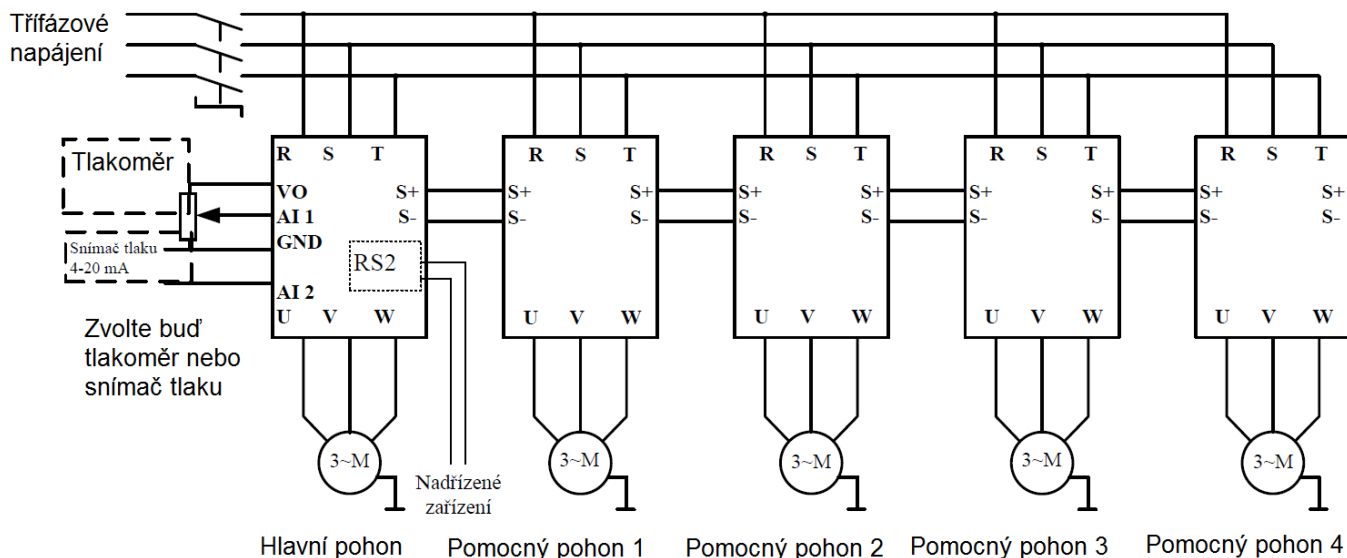 Třífázové
napájení
Tlakoměr
Snímač tlaku
4-20 mA
Zvolte buď
tlakoměr nebo
snímač tlaku
R S T
VO
AI 1
GND
AI 2
S+
S-
RS2
U V W
3~M
Nadřízené
zařízení
Hlavní pohon
R S T
S+ S+
S- S-
U V W
3~M
Pomocný pohon 1
R S T
S+ S+
S- S-
U V W
3~M
Pomocný pohon 2
R S T
S+ S+
S- S-
U V W
3~M
Pomocný pohon 3
R S T
S+ S+
S- S-
U V W
3~M
Pomocný pohon 4